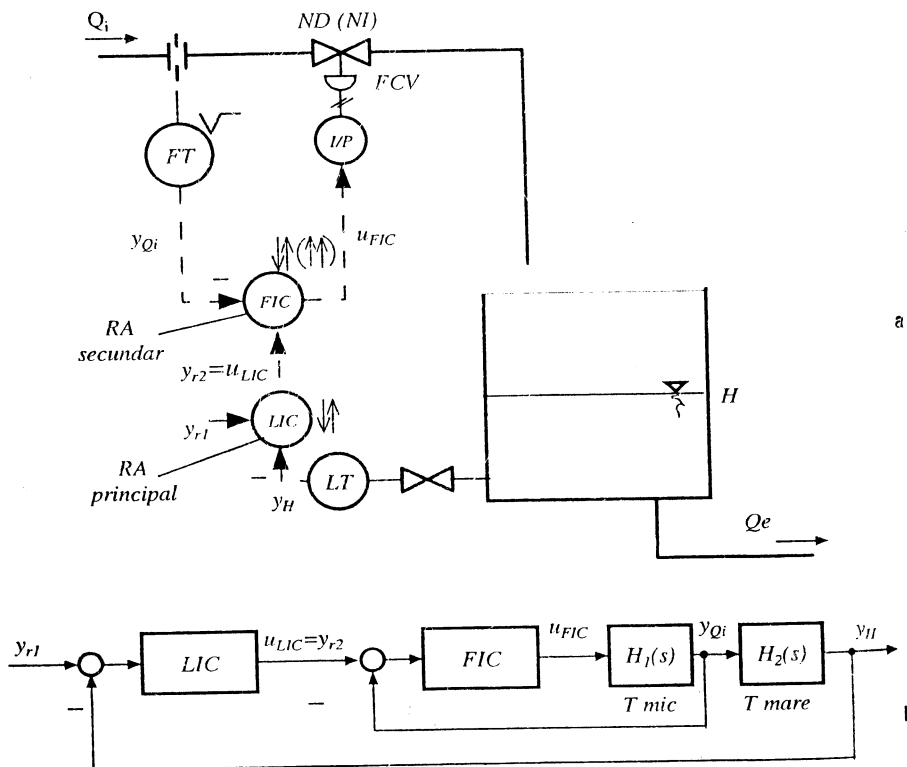 Qi
ND (NI)
FCV
FT
√
I/P
yQi
uFIC
↓↑(↑↑)
−
FIC
RA
secundar
yr2=uLIC
LIC
↓↑
yr1
RA
principal
−
yH
LT
H
Qe
a
yr1
−
LIC
uLIC=yr2
−
FIC
uFIC
H1(s)
T mic
yQi
H2(s)
T mare
yH